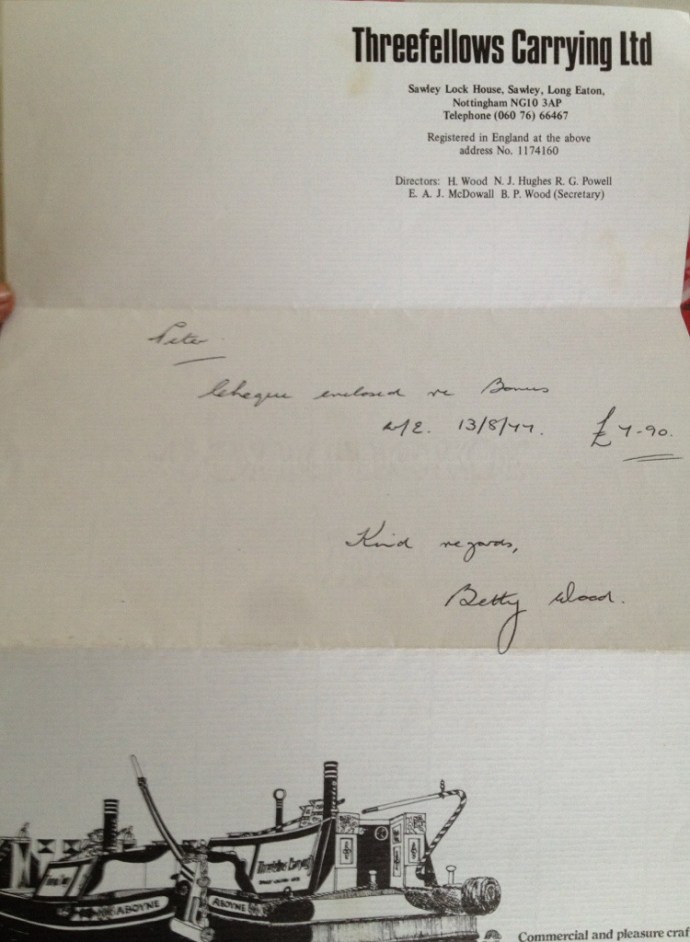 Threefellows Carrying Ltd
Sawley Lock House, Sawley, Long Eaton,
Nottingham NG10 3AP
Telephone (060 76) 66467
Registered in England at the above
address No. 1174160
Directors: H. Wood N. J. Hughes R. G. Powell
E. A. J. McDowall B. P. Wood (Secretary)
Peter
Cheque enclosed re Bonus
W/E. 13/8/77. £7-90.
Kind regards,
Betty Wood.
Threefellows Carrying
ABOYNE
ABOYNE
Commercial and pleasure craf